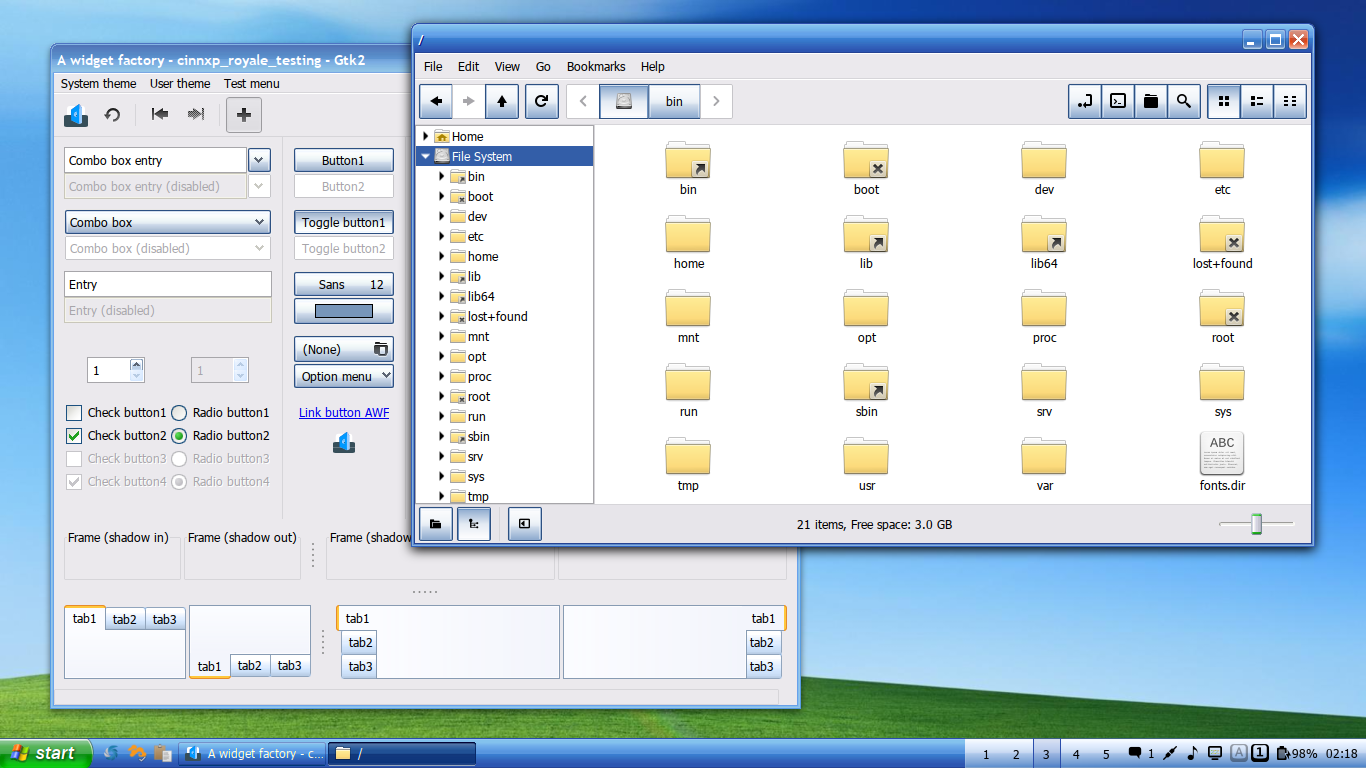 /
File Edit View Go Bookmarks Help
bin
Home
File System
bin
boot
dev
etc
home
lib
lib64
lost+found
mnt
opt
proc
root
run
sbin
srv
sys
tmp
bin boot dev etc
home lib lib64 lost+found
mnt opt proc root
run sbin srv sys
ABC
tmp usr var fonts.dir
21 items, Free space: 3.0 GB
A widget factory - cinnxp_royale_testing - Gtk2
System theme User theme Test menu
Combo box entry
Combo box entry (disabled)
Combo box
Combo box (disabled)
Entry
Entry (disabled)
1 1
Check button1 Radio button1
Check button2 Radio button2
Check button3 Radio button3
Check button4 Radio button4
Button1
Button2
Toggle button1
Toggle button2
Sans 12
(None)
Option menu
Link button AWF
Frame (shadow in) Frame (shadow out) Frame (shadow
tab1 tab2 tab3
tab1 tab2 tab3
tab1
tab2
tab3
tab1
tab2
tab3
start A widget factory - c... / 1 2 3 4 5 1 A 1 98% 02:18